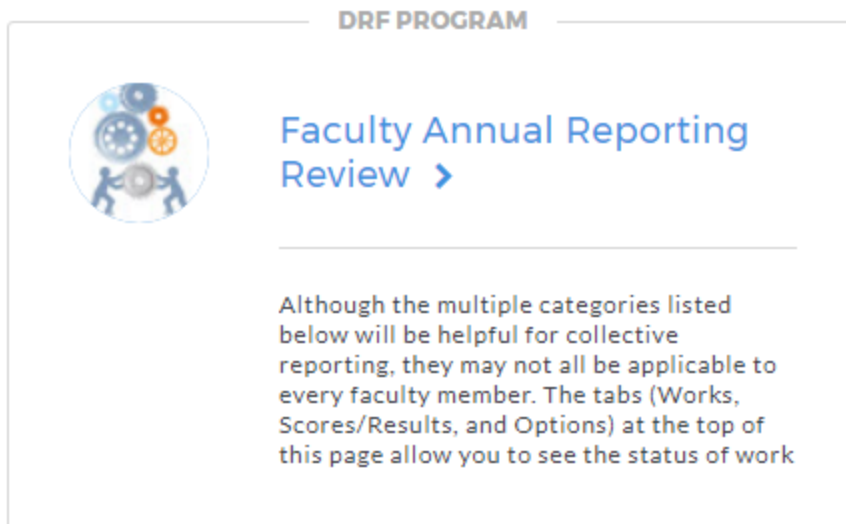 DRF PROGRAM
Faculty Annual Reporting
Review >
Although the multiple categories listed
below will be helpful for collective
reporting, they may not all be applicable to
every faculty member. The tabs (Works,
Scores/Results, and Options) at the top of
this page allow you to see the status of work